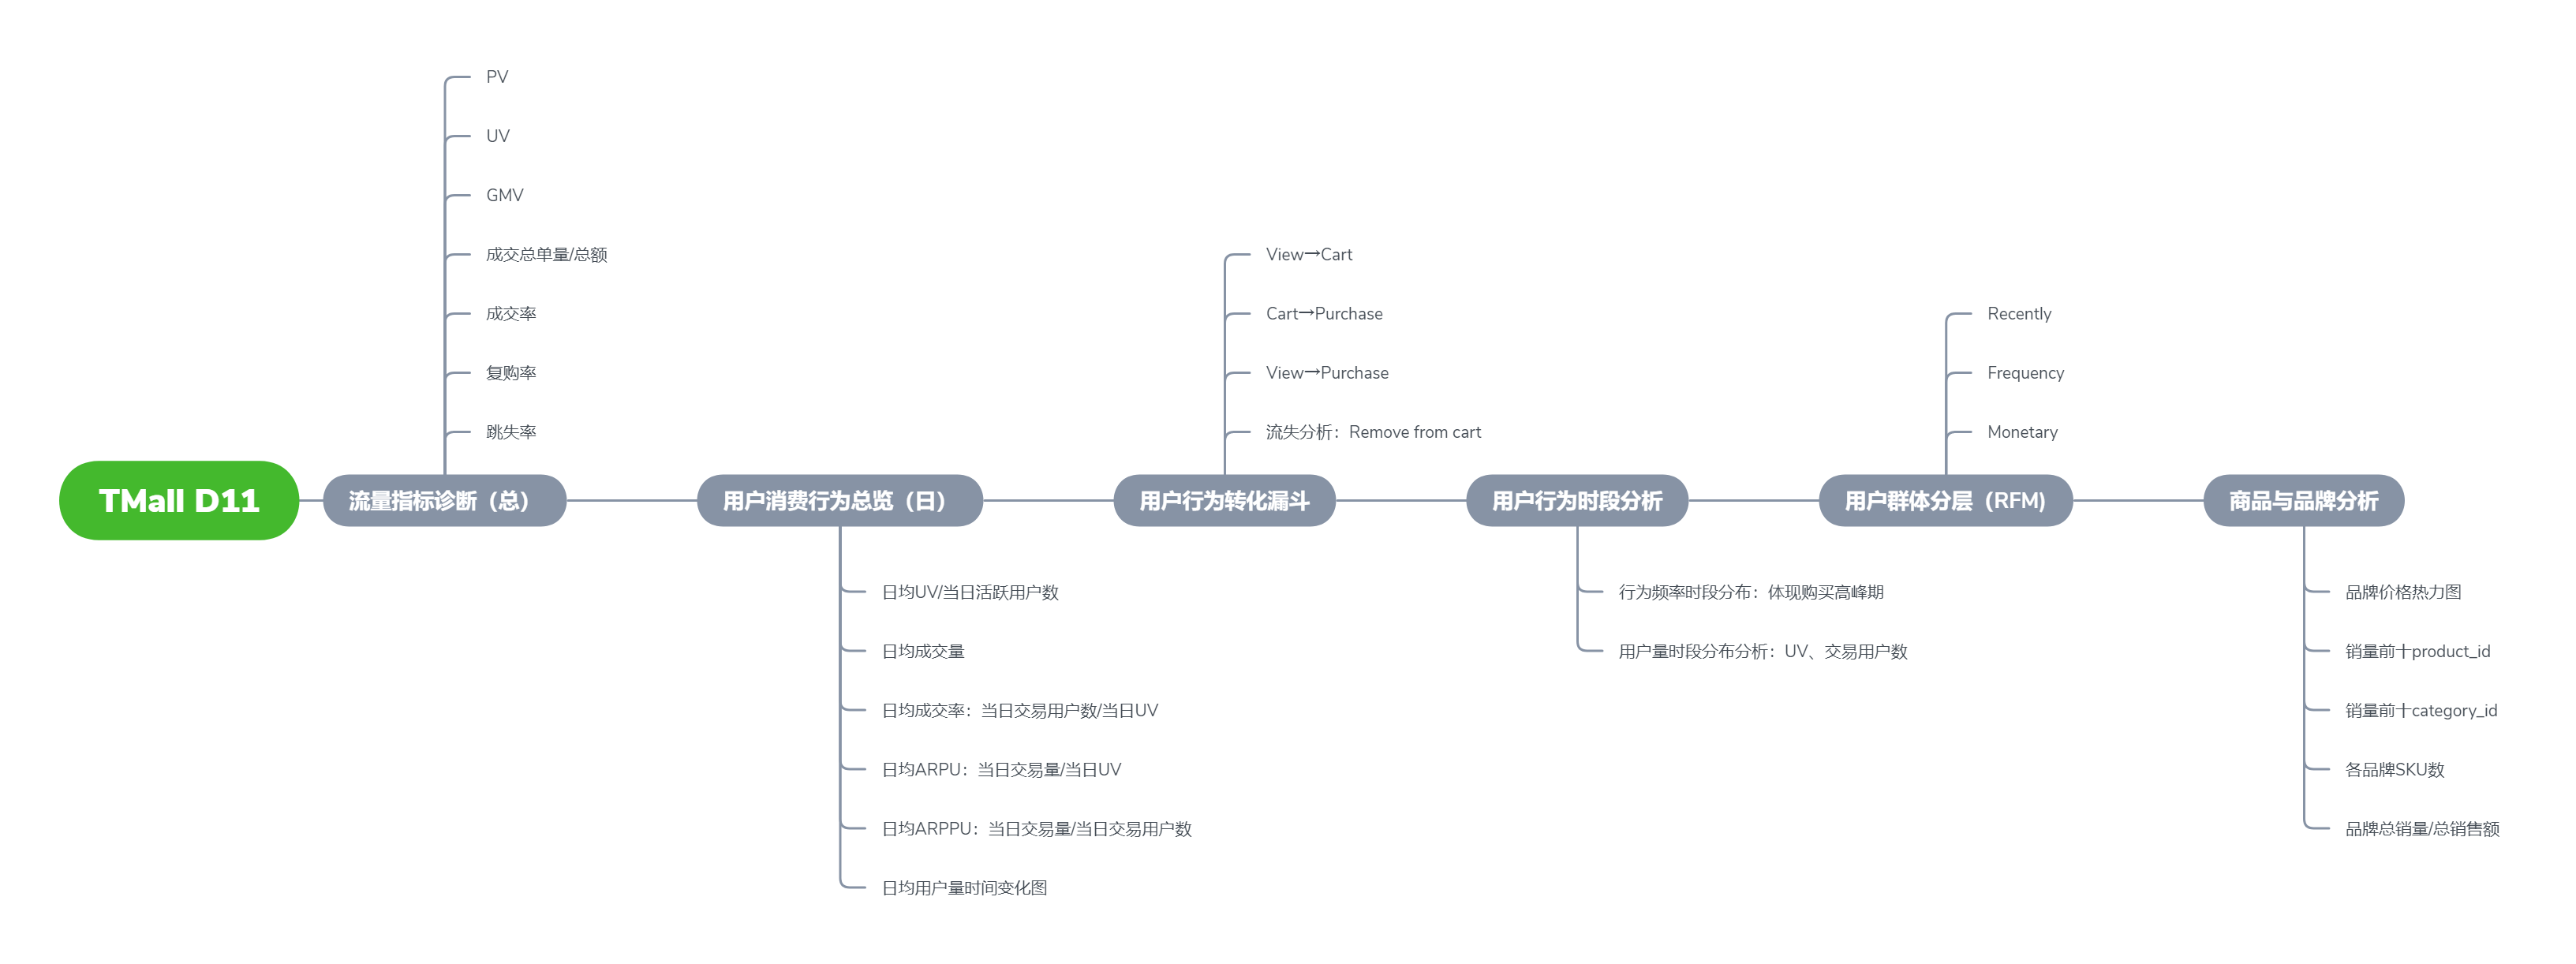 TMall D11
流量指标诊断（总）
PV
UV
GMV
成交总单量/总额
成交率
复购率
跳失率
用户消费行为总览（日）
日均UV/当日活跃用户数
日均成交量
日均成交率：当日交易用户数/当日UV
日均ARPU：当日交易量/当日UV
日均ARPPU：当日交易量/当日交易用户数
日均用户量时间变化图
用户行为转化漏斗
View→Cart
Cart→Purchase
View→Purchase
流失分析：Remove from cart
用户行为时段分析
行为频率时段分布：体现购买高峰期
用户量时段分布分析：UV、交易用户数
用户群体分层（RFM)
Recently
Frequency
Monetary
商品与品牌分析
品牌价格热力图
销量前十product_id
销量前十category_id
各品牌SKU数
品牌总销量/总销售额